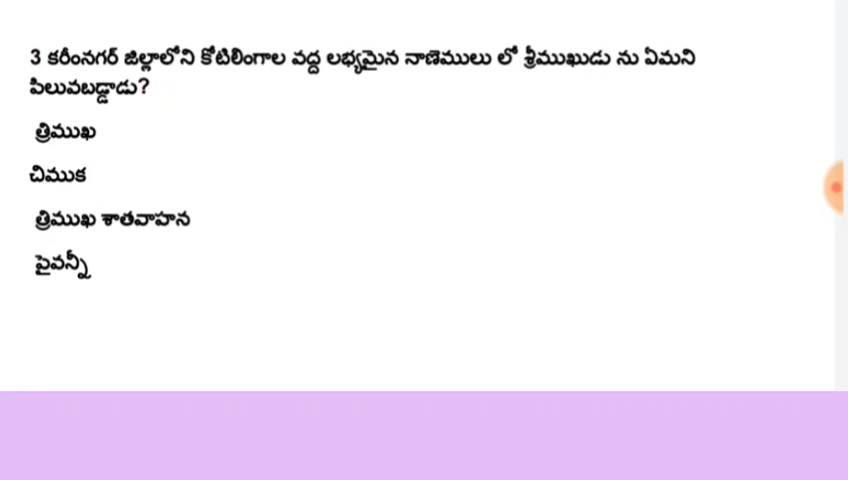 3 కరీంనగర్ జిల్లాలోని కోటిలింగాల వద్ద లభ్యమైన నాణెములు లో శ్రీముఖుడు ను ఏమని
పిలువబడ్డాడు?
త్రిముఖ
చిముక
త్రిముఖ శాతవాహన
పైవన్నీ